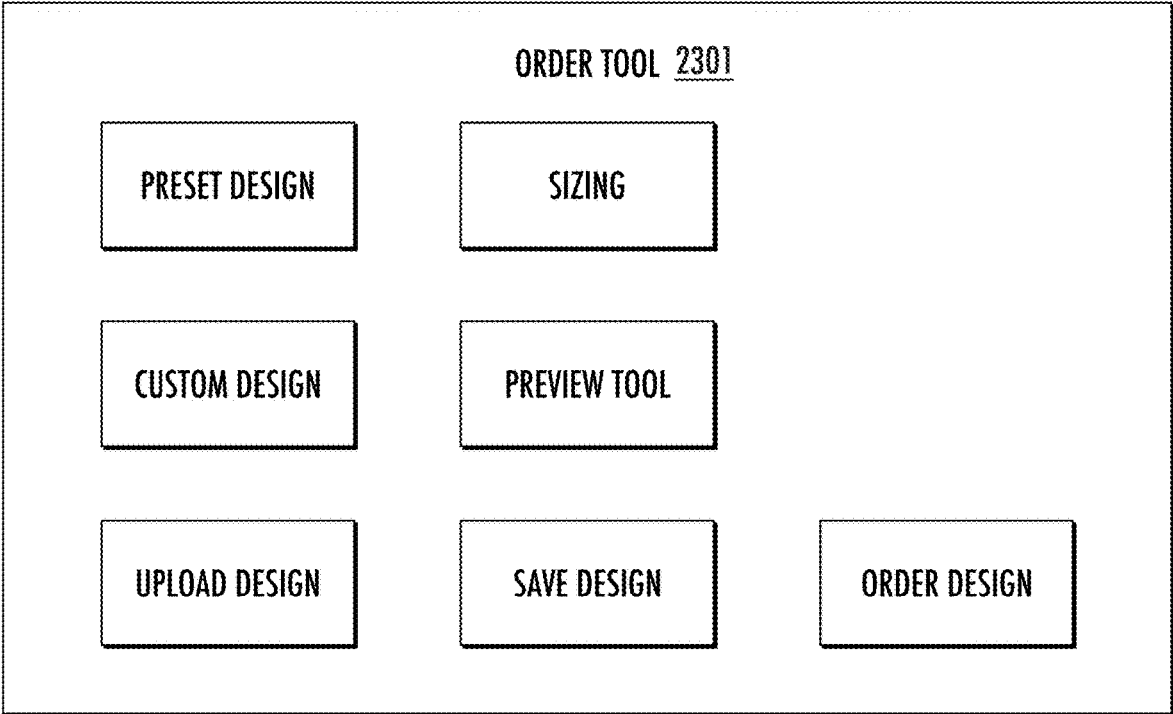 ORDER TOOL 2301
PRESET DESIGN
SIZING
CUSTOM DESIGN
PREVIEW TOOL
UPLOAD DESIGN
SAVE DESIGN
ORDER DESIGN